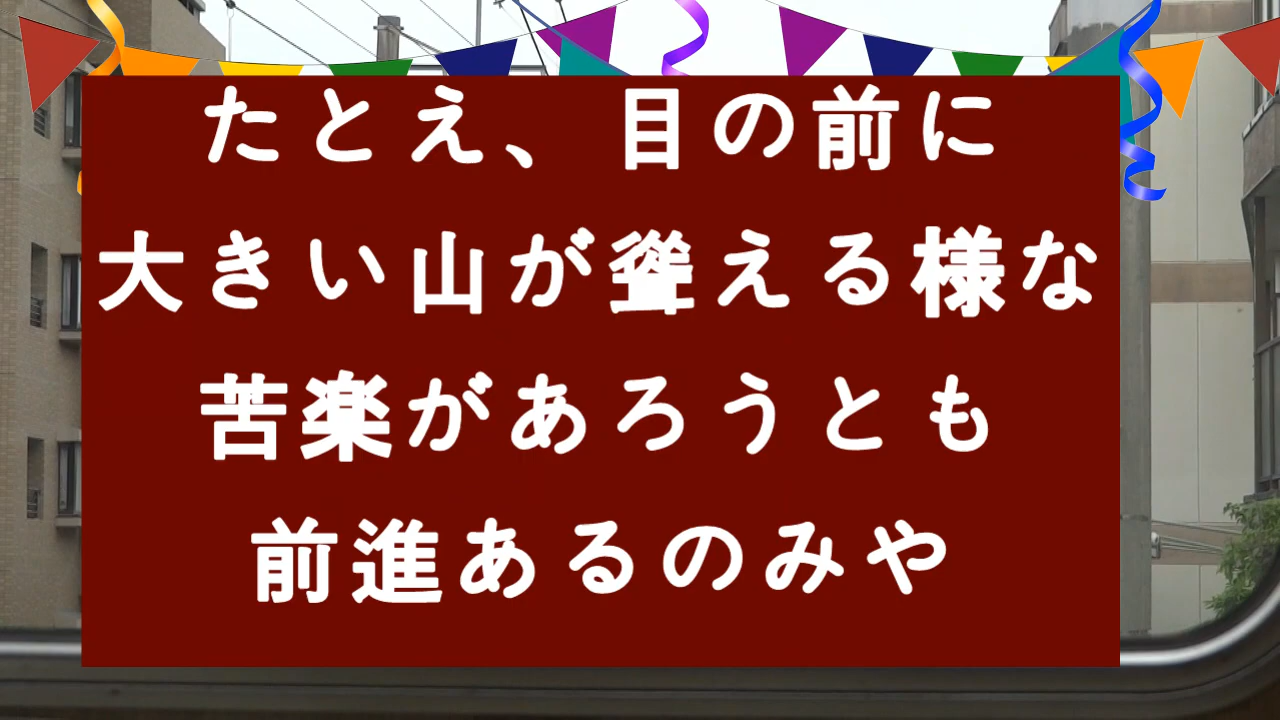 たとえ、目の前に
大きい山が聳える様な
苦楽があろうとも
前進あるのみや